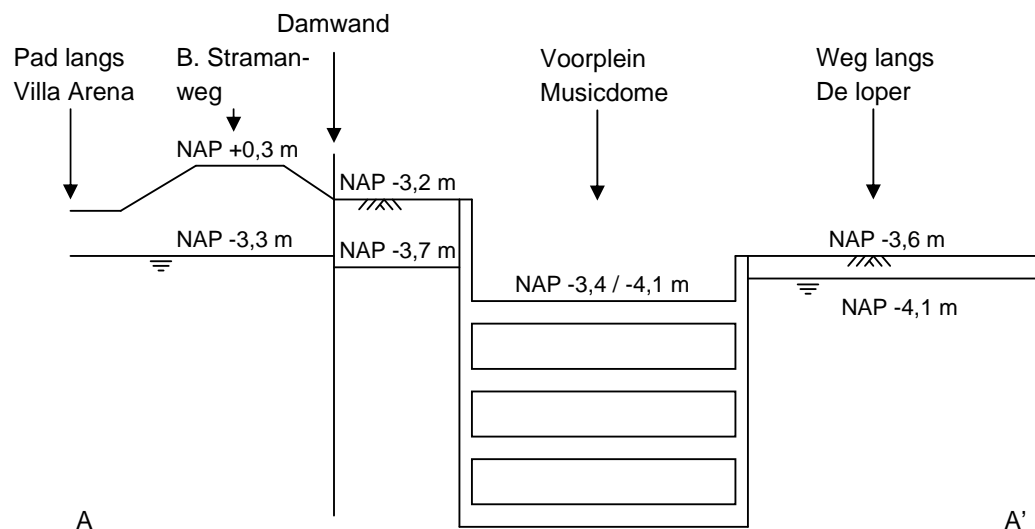 Damwand
Pad langs
Villa Arena
B. Straman-
weg
Voorplein
Musicdome
Weg langs
De loper
NAP +0,3 m
NAP -3,2 m
NAP -3,3 m
NAP -3,7 m
NAP -3,6 m
NAP -3,4 / -4,1 m
NAP -4,1 m
A
A'